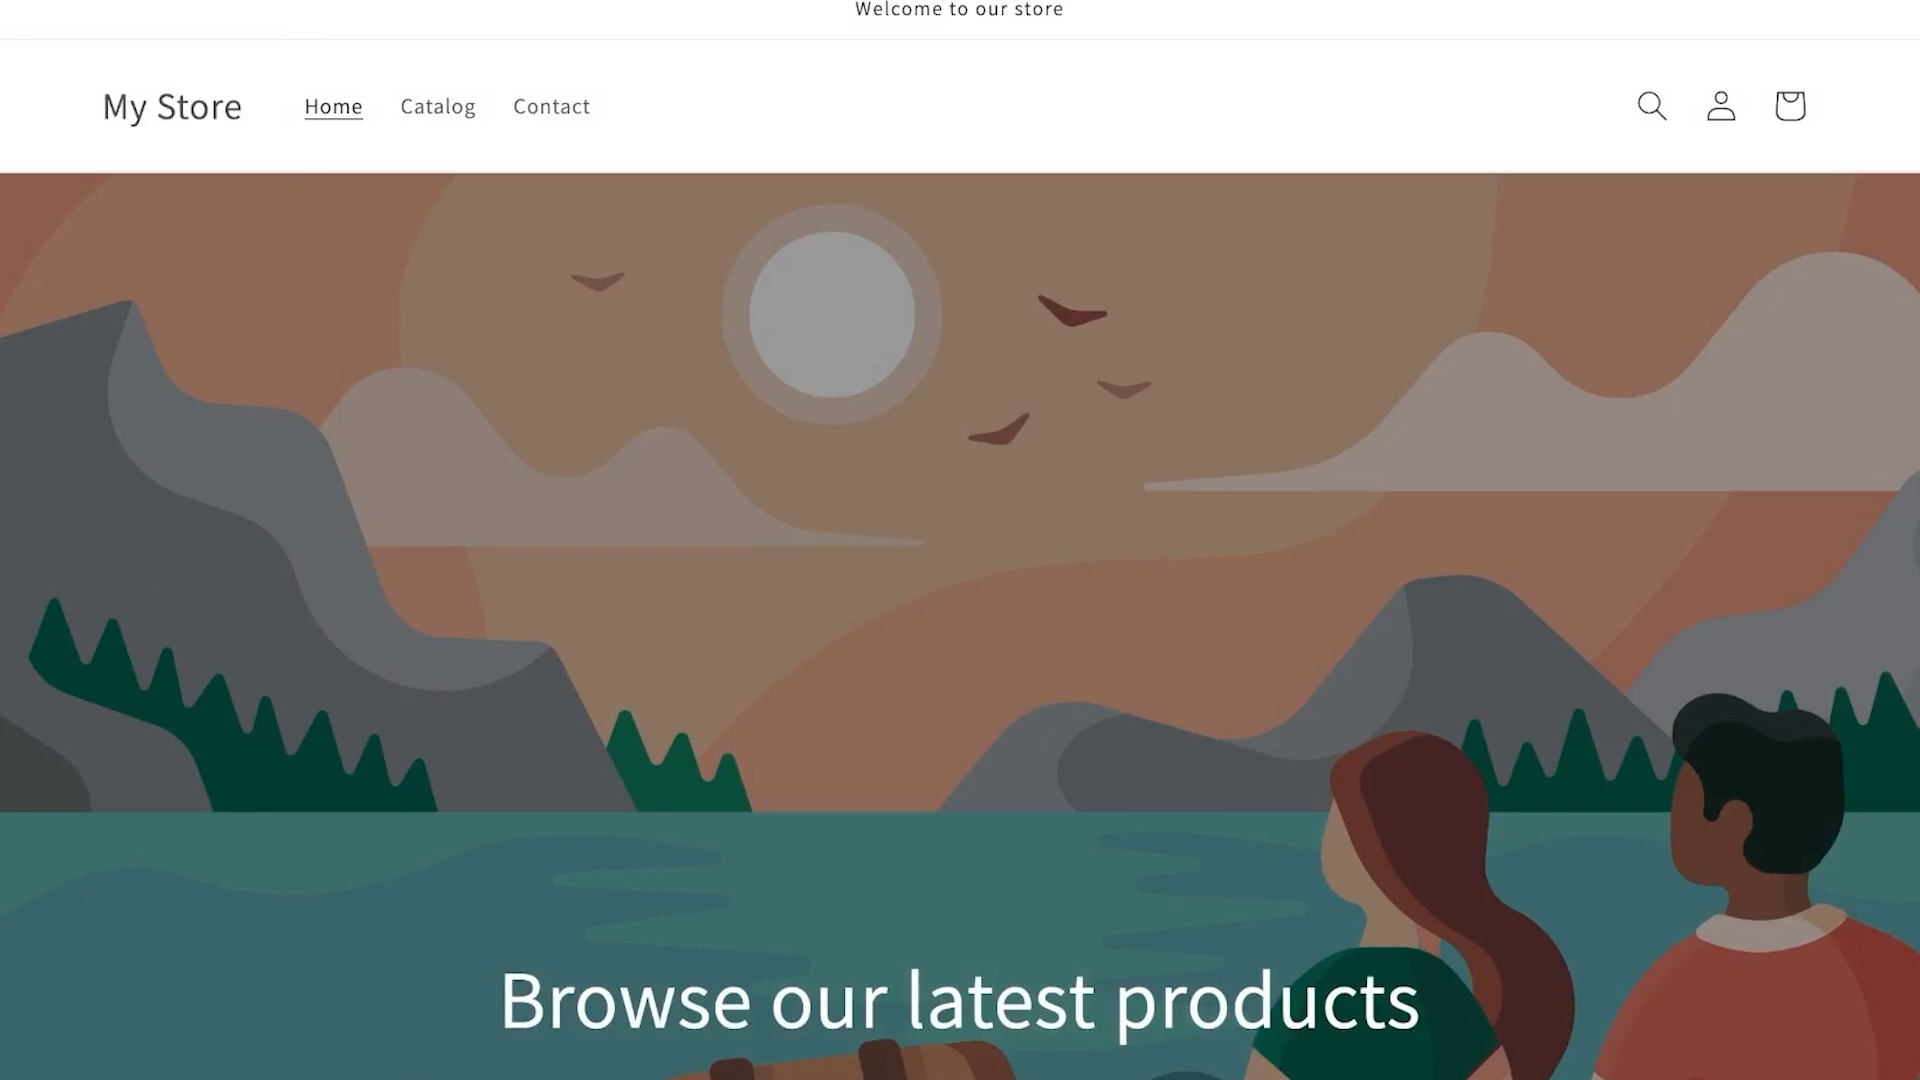 Welcome to our store
My Store
Home
Catalog
Contact
Browse our latest products